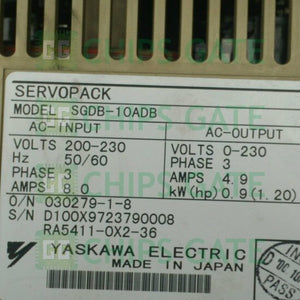 CHIPS GATE
SERVOPACK
MODEL SGDB-10ADB
AC-INPUT AC-OUTPUT
VOLTS 200-230 VOLTS 0-230
Hz 50/60 PHASE 3
PHASE 3 AMPS 4.9
AMPS 8.0 kW(hp)0.9(1.20)
O/N 030279-1-8
S/N D100X9723790008
RA5411-0X2-36
YASKAWA ELECTRIC
MADE IN JAPAN